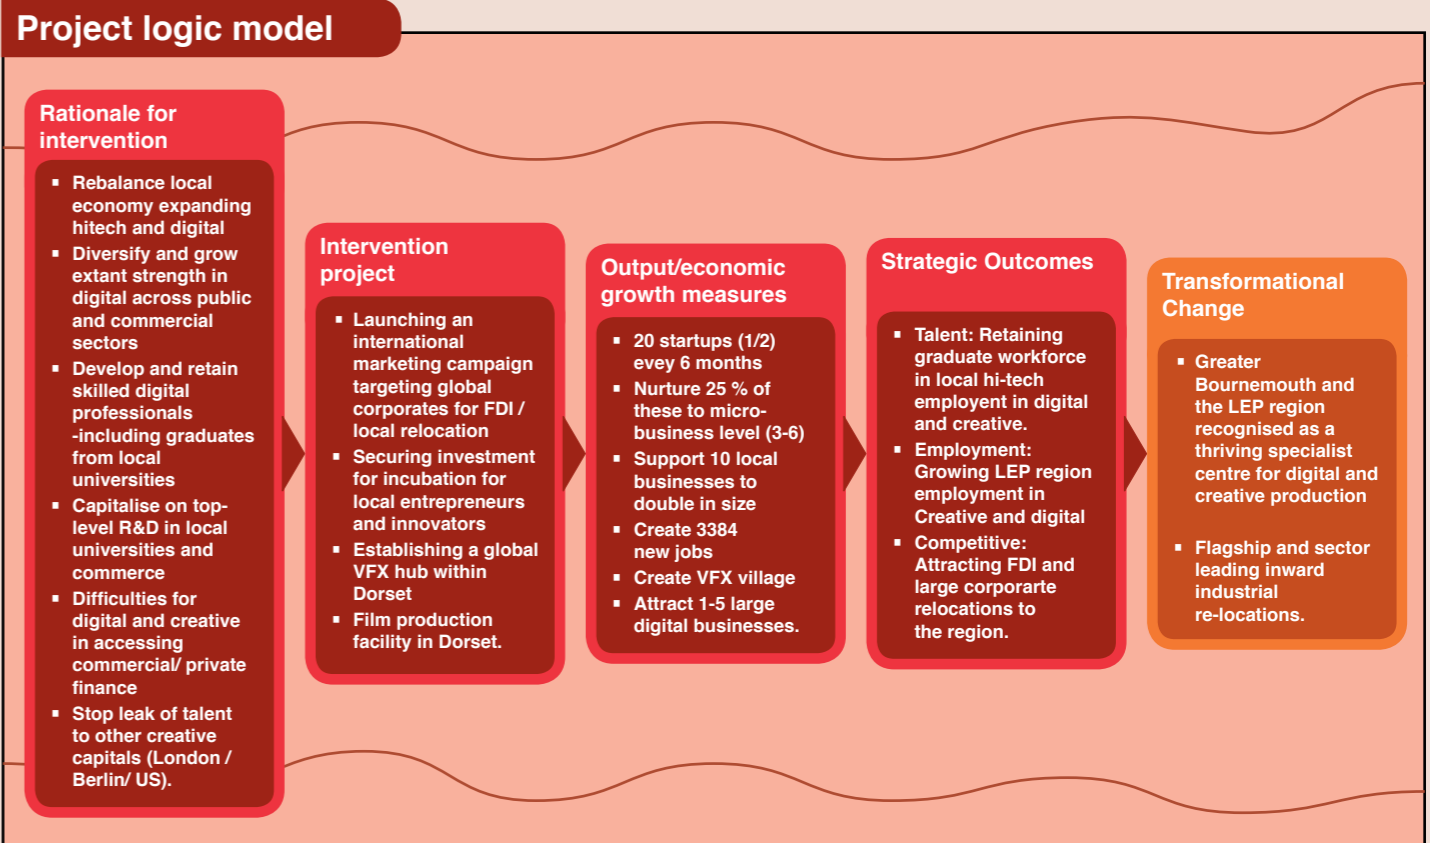 Project logic model
Rationale for
intervention
▪ Rebalance local
economy expanding
hitech and digital
▪ Diversify and grow
extant strength in
digital across public
and commercial
sectors
▪ Develop and retain
skilled digital
professionals
-including graduates
from local
universities
▪ Capitalise on top-
level R&D in local
universities and
commerce
▪ Difficulties for
digital and creative
in accessing
commercial/ private
finance
▪ Stop leak of talent
to other creative
capitals (London /
Berlin/ US).
Intervention
project
▪ Launching an
international
marketing campaign
targeting global
corporates for FDI /
local relocation
▪ Securing investment
for incubation for
local entrepreneurs
and innovators
▪ Establishing a global
VFX hub within
Dorset
▪ Film production
facility in Dorset.
Output/economic
growth measures
▪ 20 startups (1/2)
evey 6 months
▪ Nurture 25 % of
these to micro-
business level (3-6)
▪ Support 10 local
businesses to
double in size
▪ Create 3384
new jobs
▪ Create VFX village
▪ Attract 1-5 large
digital businesses.
Strategic Outcomes
▪ Talent: Retaining
graduate workforce
in local hi-tech
employent in digital
and creative.
▪ Employment:
Growing LEP region
employment in
Creative and digital
▪ Competitive:
Attracting FDI and
large corporarte
relocations to
the region.
Transformational
Change
▪ Greater
Bournemouth and
the LEP region
recognised as a
thriving specialist
centre for digital and
creative production
▪ Flagship and sector
leading inward
industrial
re-locations.